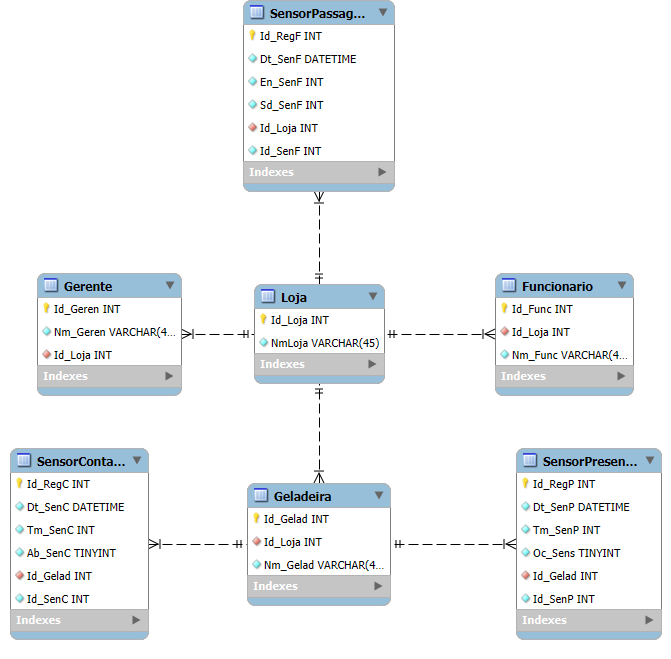 SensorPassag...
Id_RegF INT
Dt_SenF DATETIME
En_SenF INT
Sd_SenF INT
Id_Loja INT
Id_SenF INT
Indexes
Gerente
Id_Geren INT
Nm_Geren VARCHAR(4...
Id_Loja INT
Indexes
Loja
Id_Loja INT
NmLoja VARCHAR(45)
Indexes
Funcionario
Id_Func INT
Id_Loja INT
Nm_Func VARCHAR(4...
Indexes
SensorConta...
Id_RegC INT
Dt_SenC DATETIME
Tm_SenC INT
Ab_SenC TINYINT
Id_Gelad INT
Id_SenC INT
Indexes
Geladeira
Id_Gelad INT
Id_Loja INT
Nm_Gelad VARCHAR(4...
Indexes
SensorPresen...
Id_RegP INT
Dt_SenP DATETIME
Tm_SenP INT
Oc_Sens TINYINT
Id_Gelad INT
Id_SenP INT
Indexes